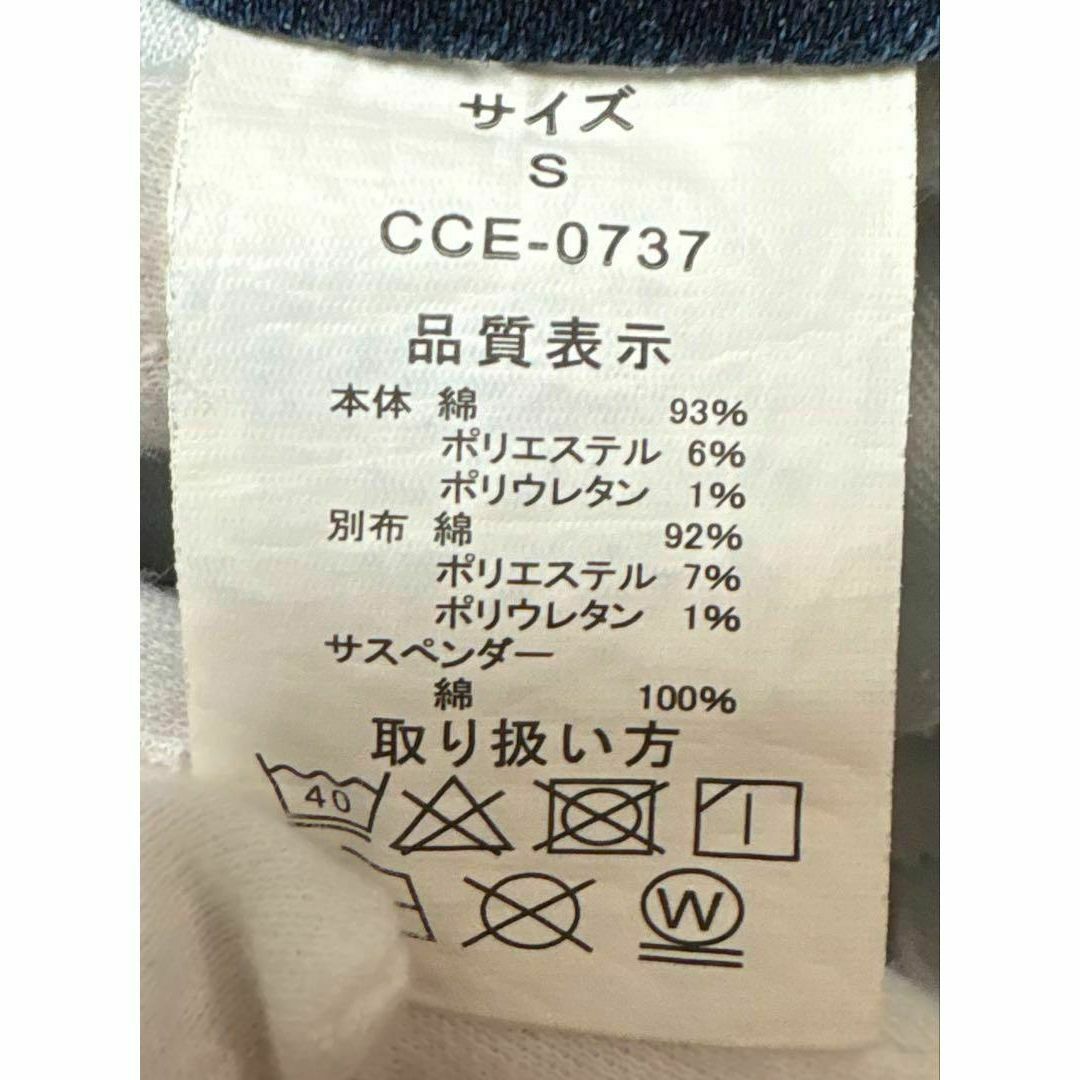 サイズ
S
CCE-0737
品質表示
本体 綿 93%
ポリエステル 6%
ポリウレタン 1%
別布 綿 92%
ポリエステル 7%
ポリウレタン 1%
サスペンダー
綿 100%
取り扱い方
40
W